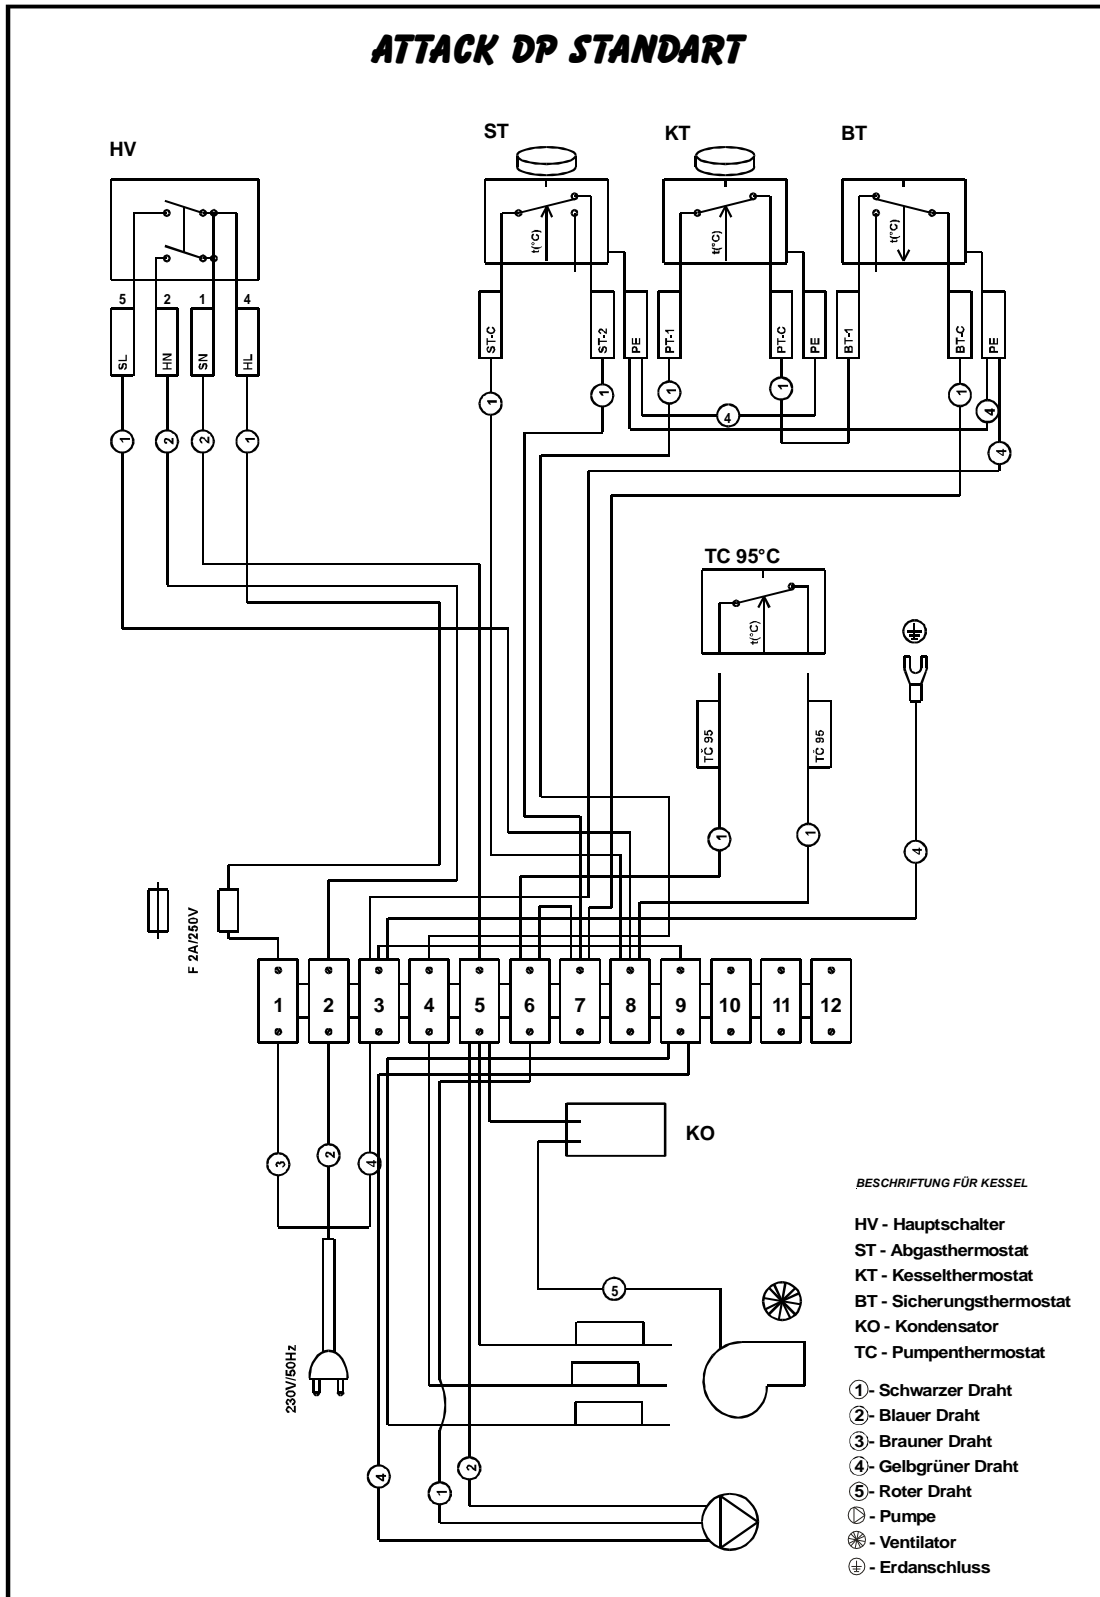 ATTACK DP STANDART
HV
ST
KT
BT
t(°C)
t(°C)
t(°C)
5
2
1
4
SL
HN
SN
HL
ST-C
ST-2
PE
PT-1
PT-C
PE
BT-1
BT-C
PE
1
2
2
1
1
1
1
1
1
4
4
4
TC 95°C
t(°C)
TČ 95
TČ 95
1
1
4
F 2A/250V
1
2
3
4
5
6
7
8
9
10
11
12
KO
3
2
4
5
230V/50Hz
4
1
2
BESCHRIFTUNG FÜR KESSEL
HV - Hauptschalter
ST - Abgasthermostat
KT - Kesselthermostat
BT - Sicherungsthermostat
KO - Kondensator
TC - Pumpenthermostat
1 - Schwarzer Draht
2 - Blauer Draht
3 - Brauner Draht
4 - Gelbgrüner Draht
5 - Roter Draht
- Pumpe
- Ventilator
- Erdanschluss